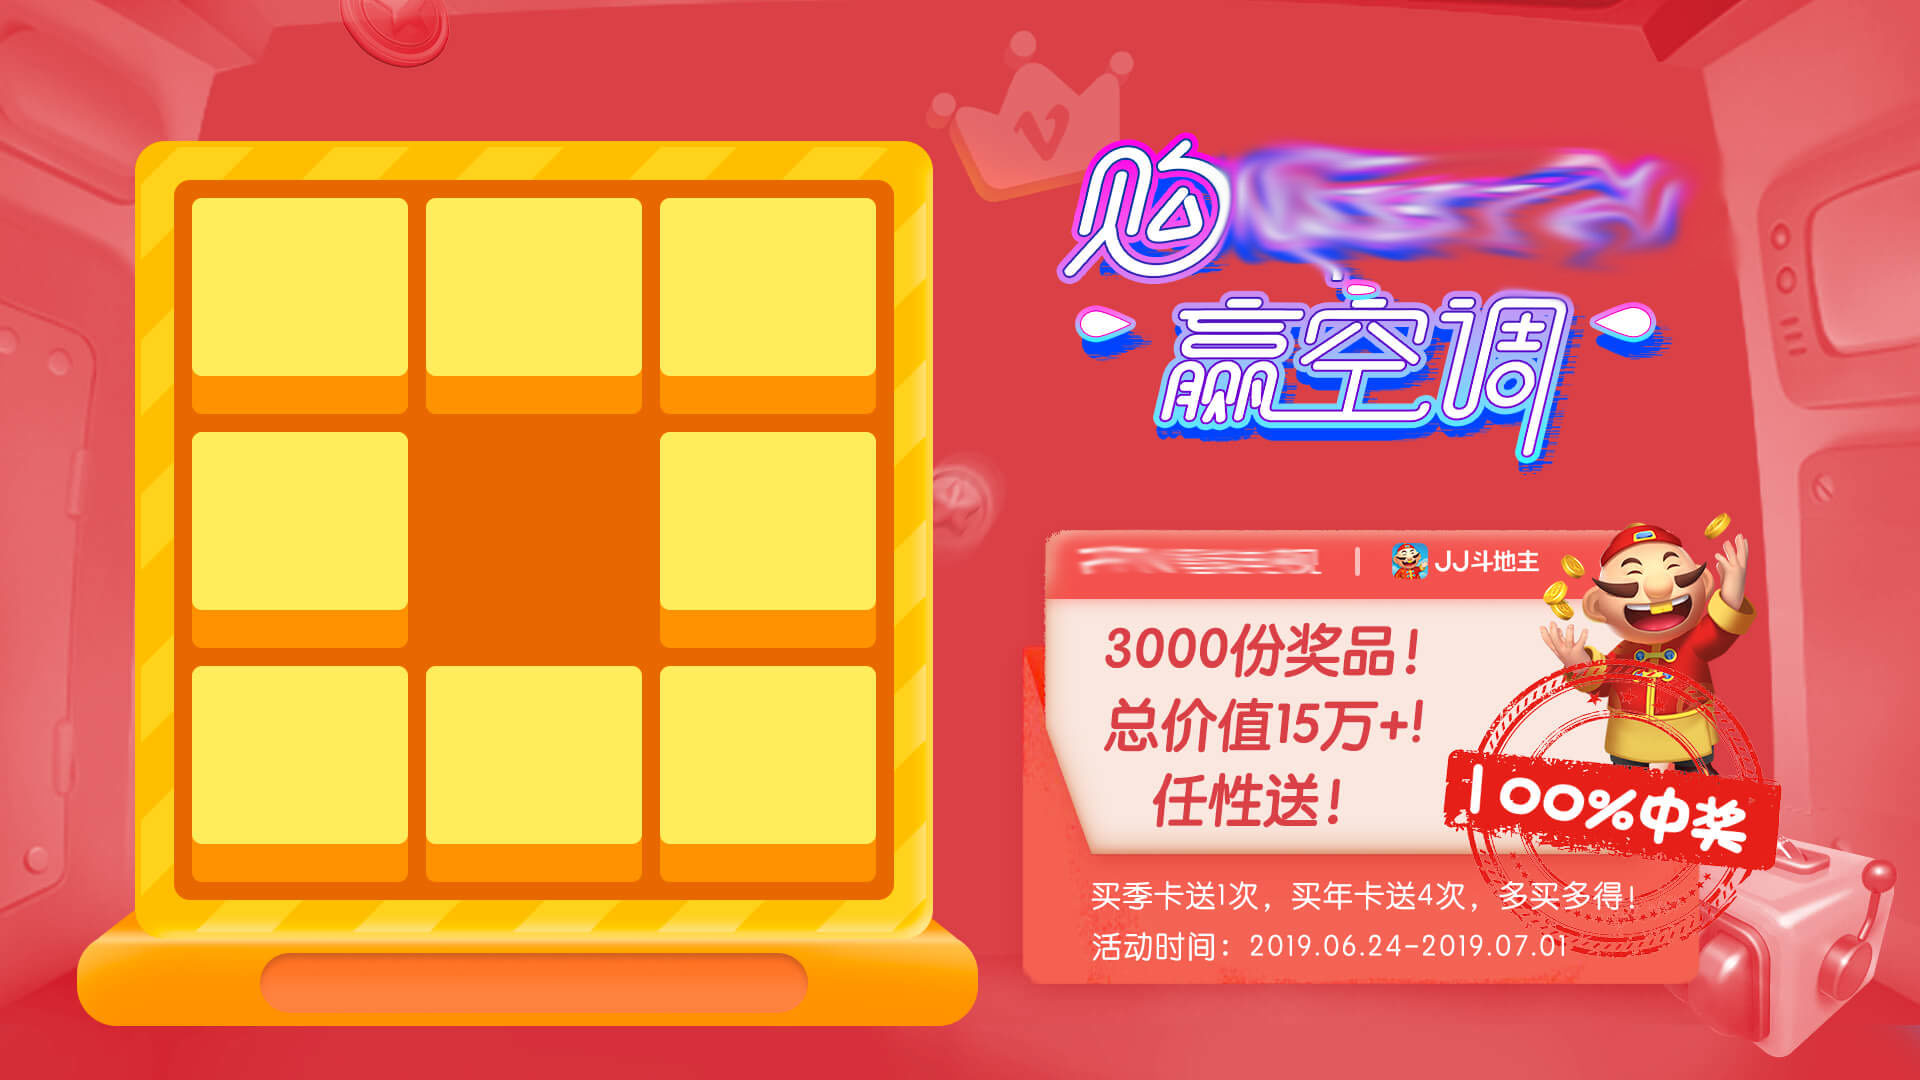 购
赢空调
JJ斗地主
3000份奖品!
总价值15万+!
任性送!
100%中奖
买季卡送1次，买年卡送4次，多买多得!
活动时间：2019.06.24-2019.07.01